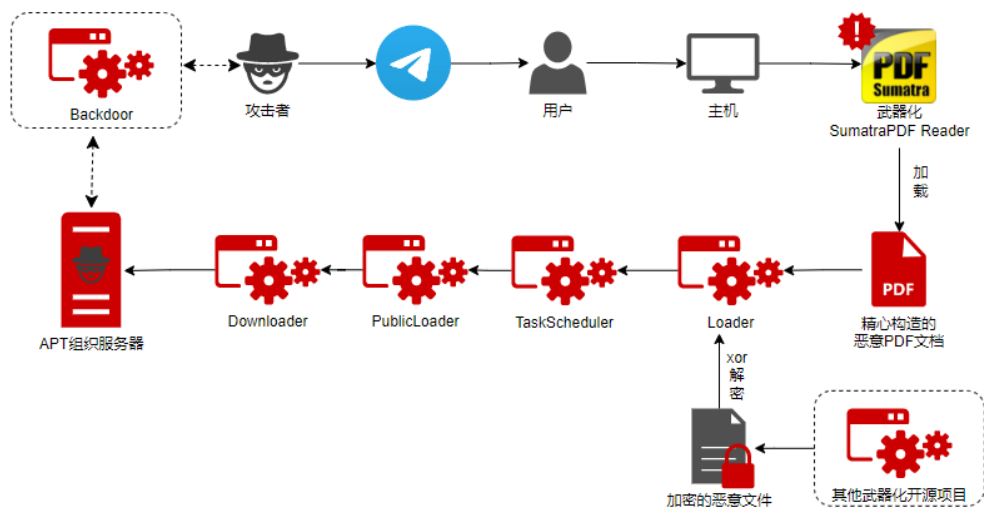 Backdoor
攻击者
用户
主机
PDF
Sumatra
武器化
SumatraPDF Reader
加
载
APT组织服务器
Downloader
PublicLoader
TaskScheduler
Loader
PDF
精心构造的
恶意PDF文档
xor
解
密
加密的恶意文件
其他武器化开源项目